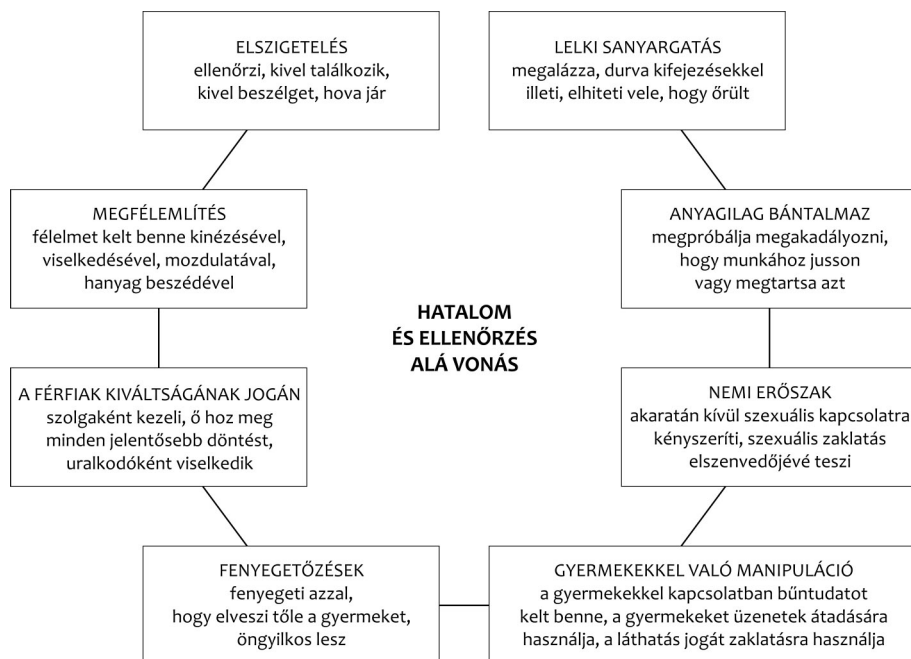 ELSZIGETELÉS
ellenőrzi, kivel találkozik,
kivel beszélget, hova jár
LELKI SANYARGATÁS
megalázza, durva kifejezésekkel
illeti, elhiteti vele, hogy őrült
MEGFÉLEMLÍTÉS
félelmet kelt benne kinézésével,
viselkedésével, mozdulatával,
hanyag beszédével
ANYAGILAG BÁNTALMAZ
megpróbálja megakadályozni,
hogy munkához jusson
vagy megtartsa azt
HATALOM
ÉS ELLENŐRZÉS
ALÁ VONÁS
A FÉRFIAK KIVÁLTSÁGÁNAK JOGÁN
szolgaként kezeli, ő hoz meg
minden jelentősebb döntést,
uralkodóként viselkedik
NEMI ERŐSZAK
akaratán kívül szexuális kapcsolatra
kényszeríti, szexuális zaklatás
elszenvedőjévé teszi
FENYEGETŐZÉSEK
fenyegeti azzal,
hogy elveszi tőle a gyermeket,
öngyilkos lesz
GYERMEKEKKEL VALÓ MANIPULÁCIÓ
a gyermekekkel kapcsolatban bűntudatot
kelt benne, a gyermekeket üzenetek átadására
használja, a láthatás jogát zaklatásra használja